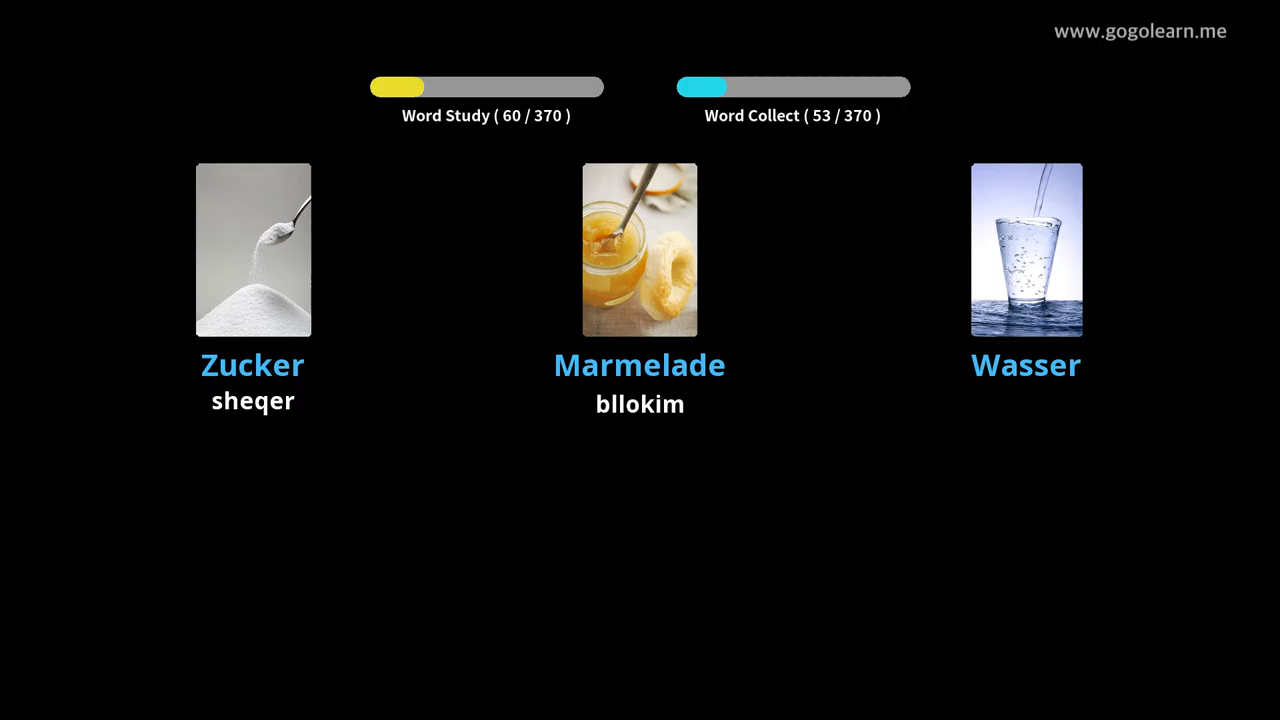 www.gogolearn.me
Word Study ( 60 / 370 )
Word Collect ( 53 / 370 )
Zucker
sheqer
Marmelade
bllokim
Wasser